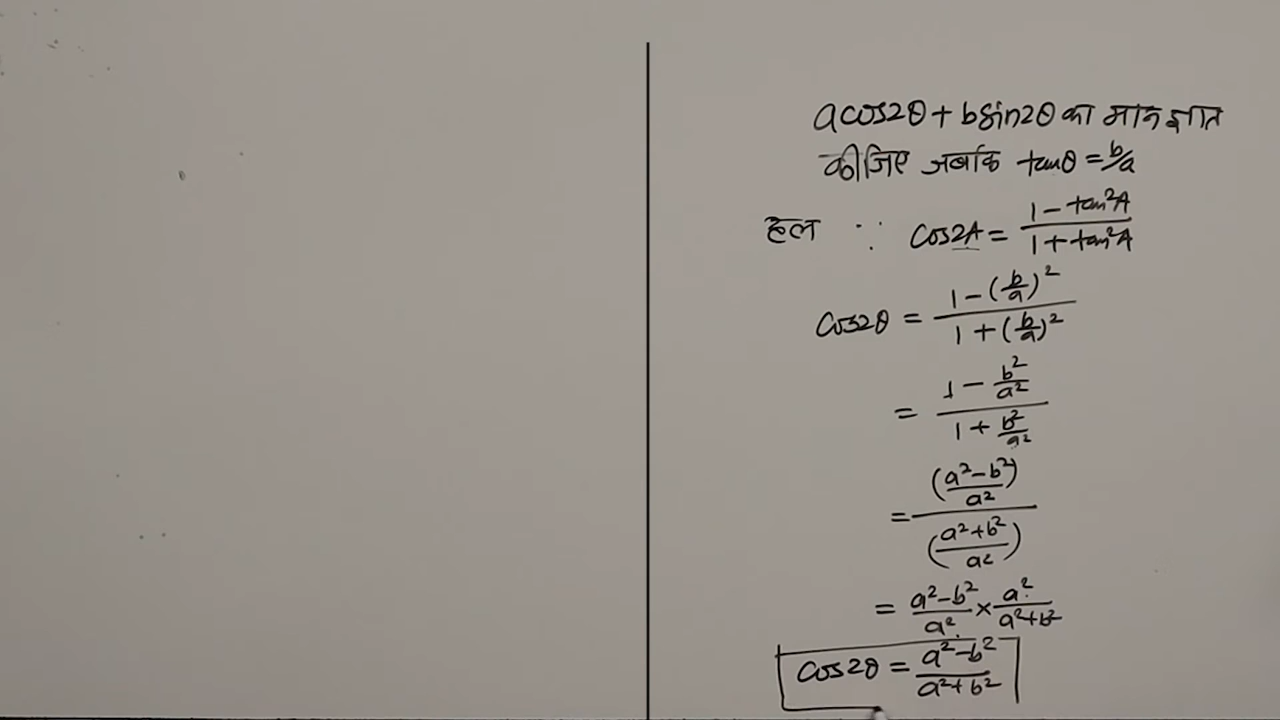 acos2θ + bsin2θ का मान ज्ञात
कीजिए जबकि tanθ = b/a
हल ∵ cos2A = (1 - tan²A)/(1 + tan²A)
cos2θ = (1 - (b/a)²)/(1 + (b/a)²)
= (1 - b²/a²)/(1 + b²/a²)
= ((a² - b²)/a²)/((a² + b²)/a²)
= (a² - b²)/a² × a²/(a² + b²)
cos2θ = (a² - b²)/(a² + b²)